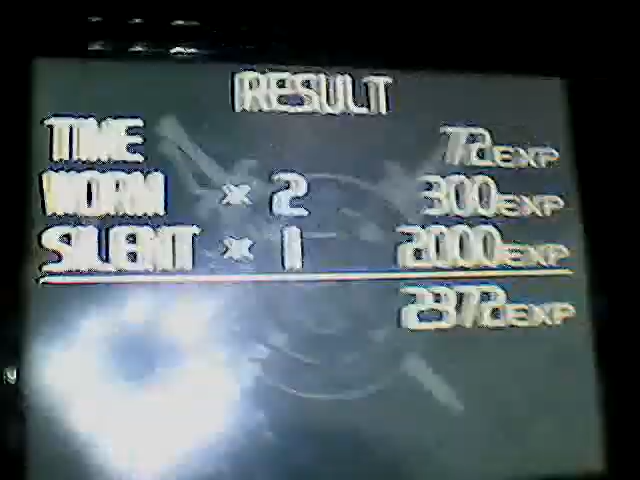 RESULT
TIME 72EXP
WORM × 2 300EXP
SILENT × 1 2000EXP
2372EXP